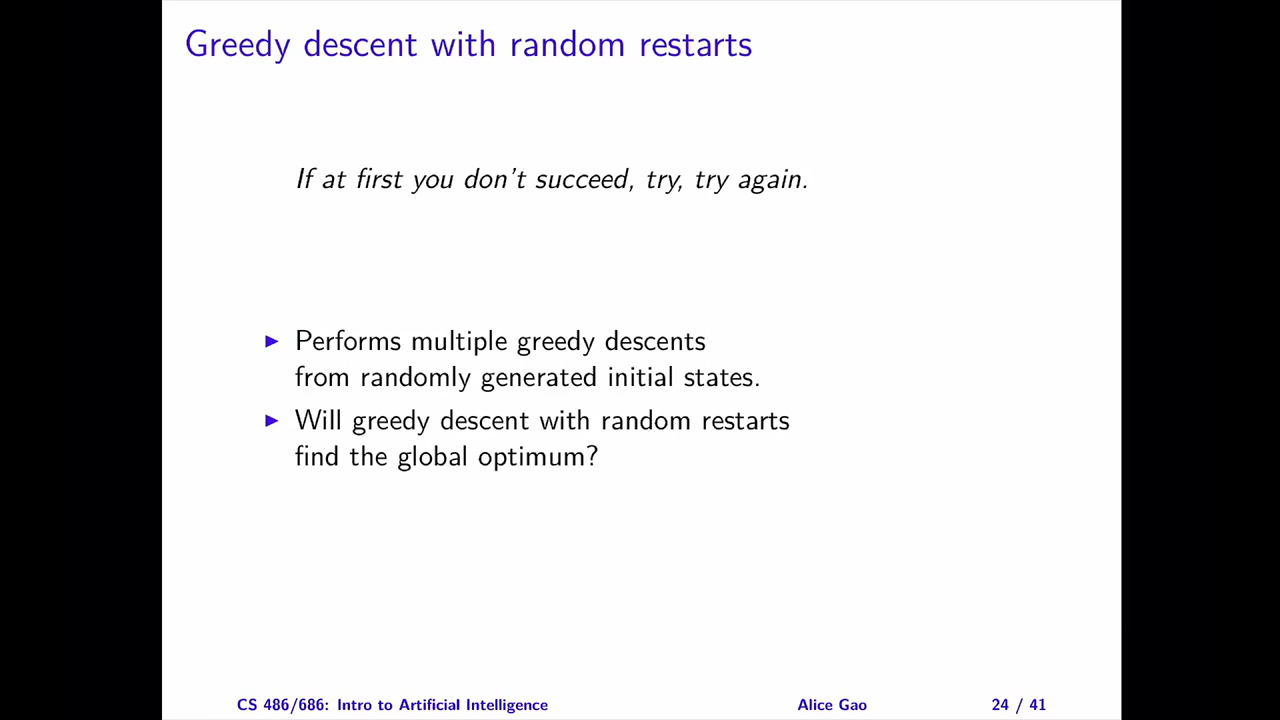 Greedy descent with random restarts
If at first you don't succeed, try, try again.
▶ Performs multiple greedy descents
from randomly generated initial states.
▶ Will greedy descent with random restarts
find the global optimum?
CS 486/686: Intro to Artificial Intelligence Alice Gao 24 / 41